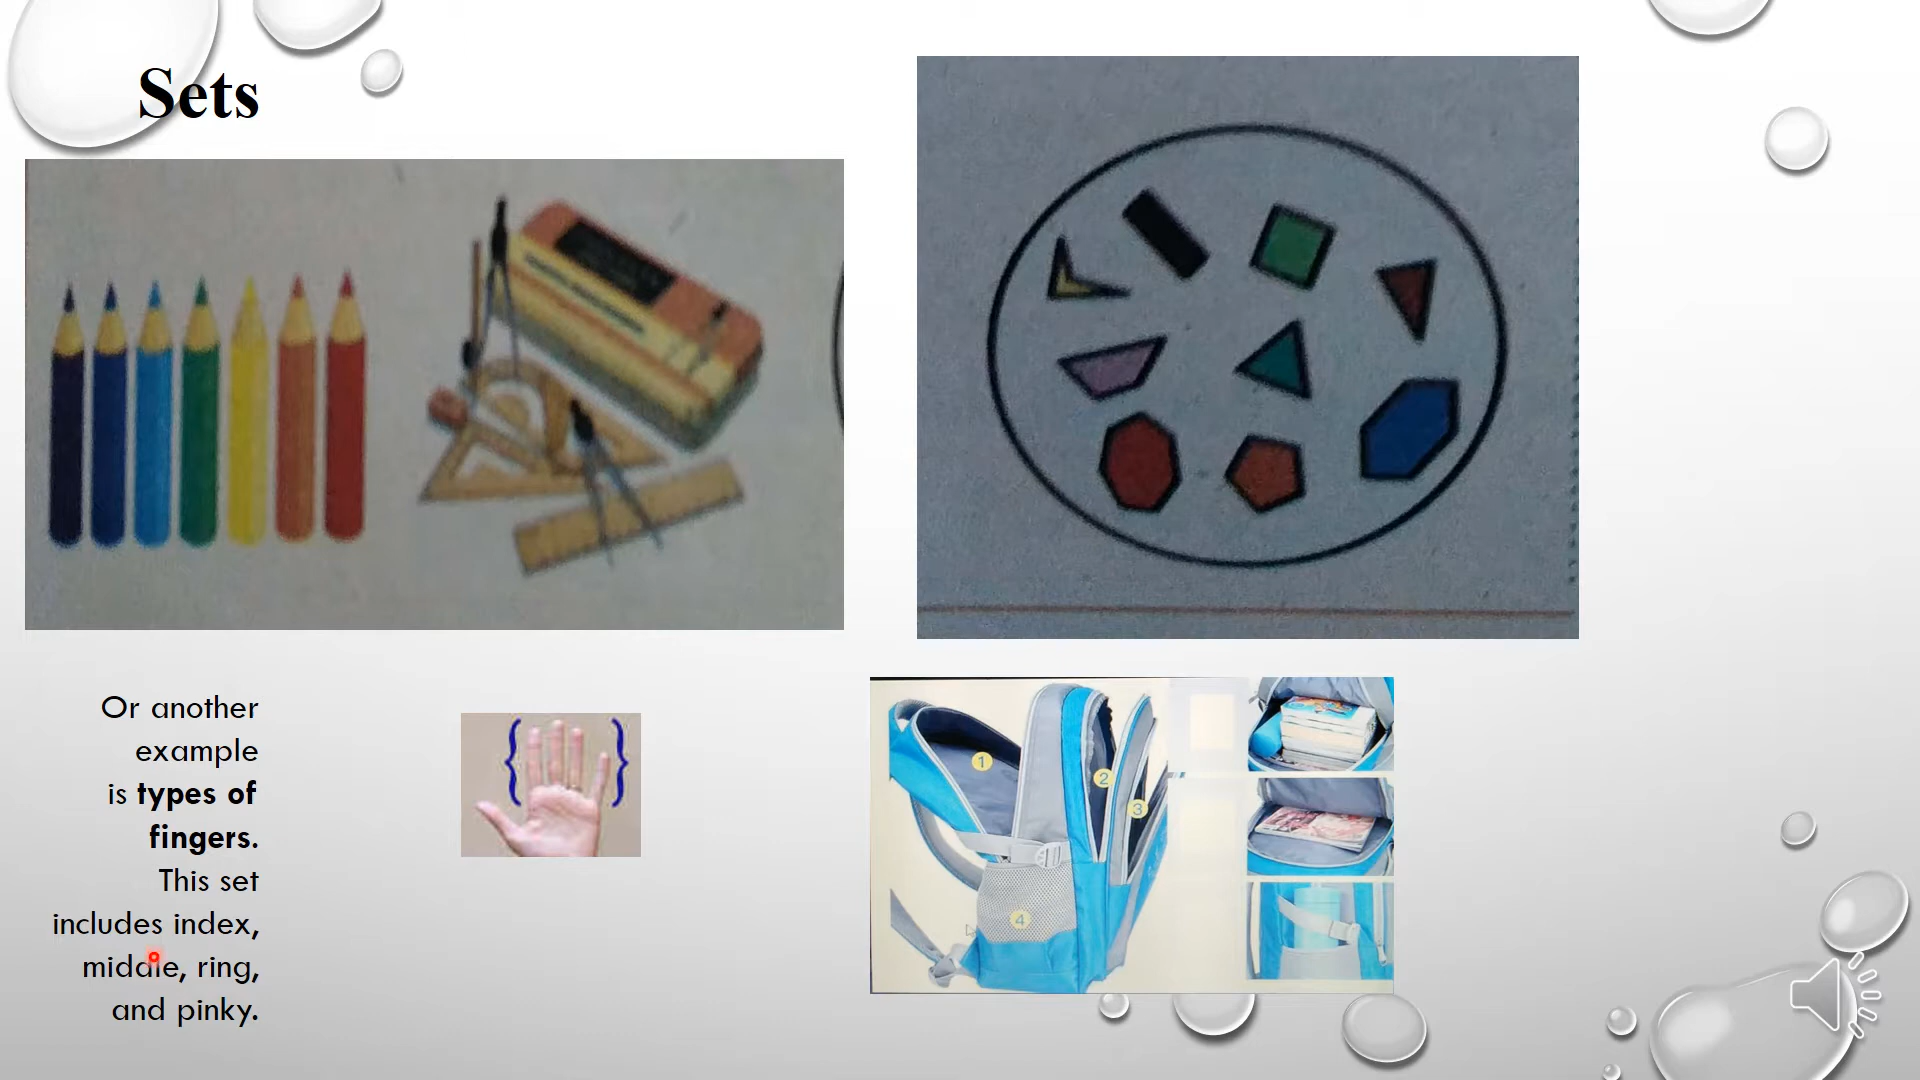 Sets
Or another
example
is types of
fingers.
This set
includes index,
middle, ring,
and pinky.
{ }
1
2
3
4